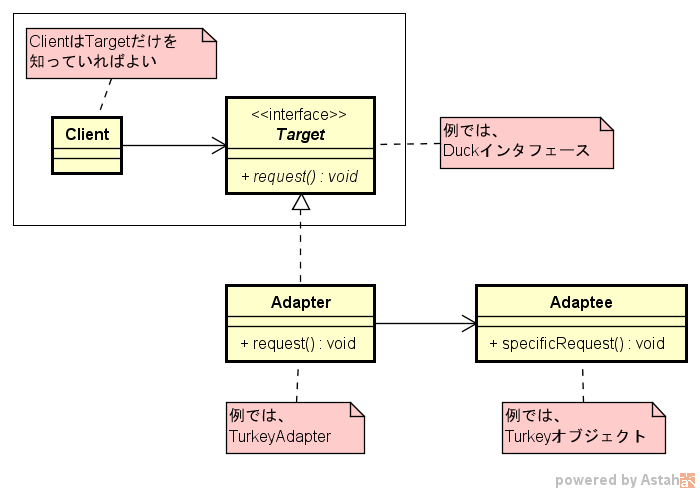 ClientはTargetだけを
知っていればよい
Client
<<interface>>
Target
+ request() : void
例では、
Duckインタフェース
Adapter
+ request() : void
Adaptee
+ specificRequest() : void
例では、
TurkeyAdapter
例では、
Turkeyオブジェクト
powered by Astah